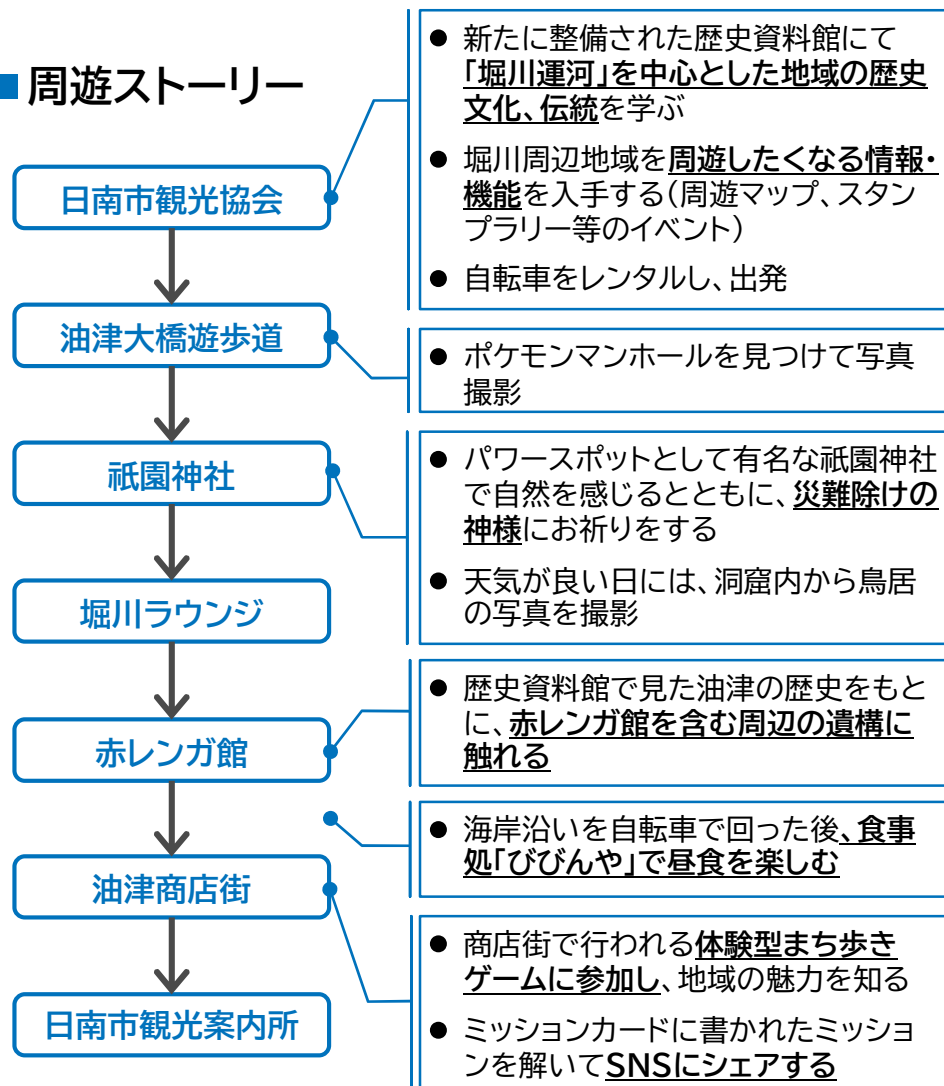 ■周遊ストーリー
日南市観光協会
● 新たに整備された歴史資料館にて
「堀川運河」を中心とした地域の歴史
文化、伝統を学ぶ
● 堀川周辺地域を周遊したくなる情報・
機能を入手する(周遊マップ、スタン
プラリー等のイベント)
● 自転車をレンタルし、出発
油津大橋遊歩道
● ポケモンマンホールを見つけて写真
撮影
祇園神社
● パワースポットとして有名な祇園神社
で自然を感じるとともに、災難除けの
神様にお祈りをする
● 天気が良い日には、洞窟内から鳥居
の写真を撮影
堀川ラウンジ
赤レンガ館
● 歴史資料館で見た油津の歴史をもと
に、赤レンガ館を含む周辺の遺構に
触れる
● 海岸沿いを自転車で回った後、食事
処「びびんや」で昼食を楽しむ
油津商店街
● 商店街で行われる体験型まち歩き
ゲームに参加し、地域の魅力を知る
● ミッションカードに書かれたミッショ
ンを解いてSNSにシェアする
日南市観光案内所